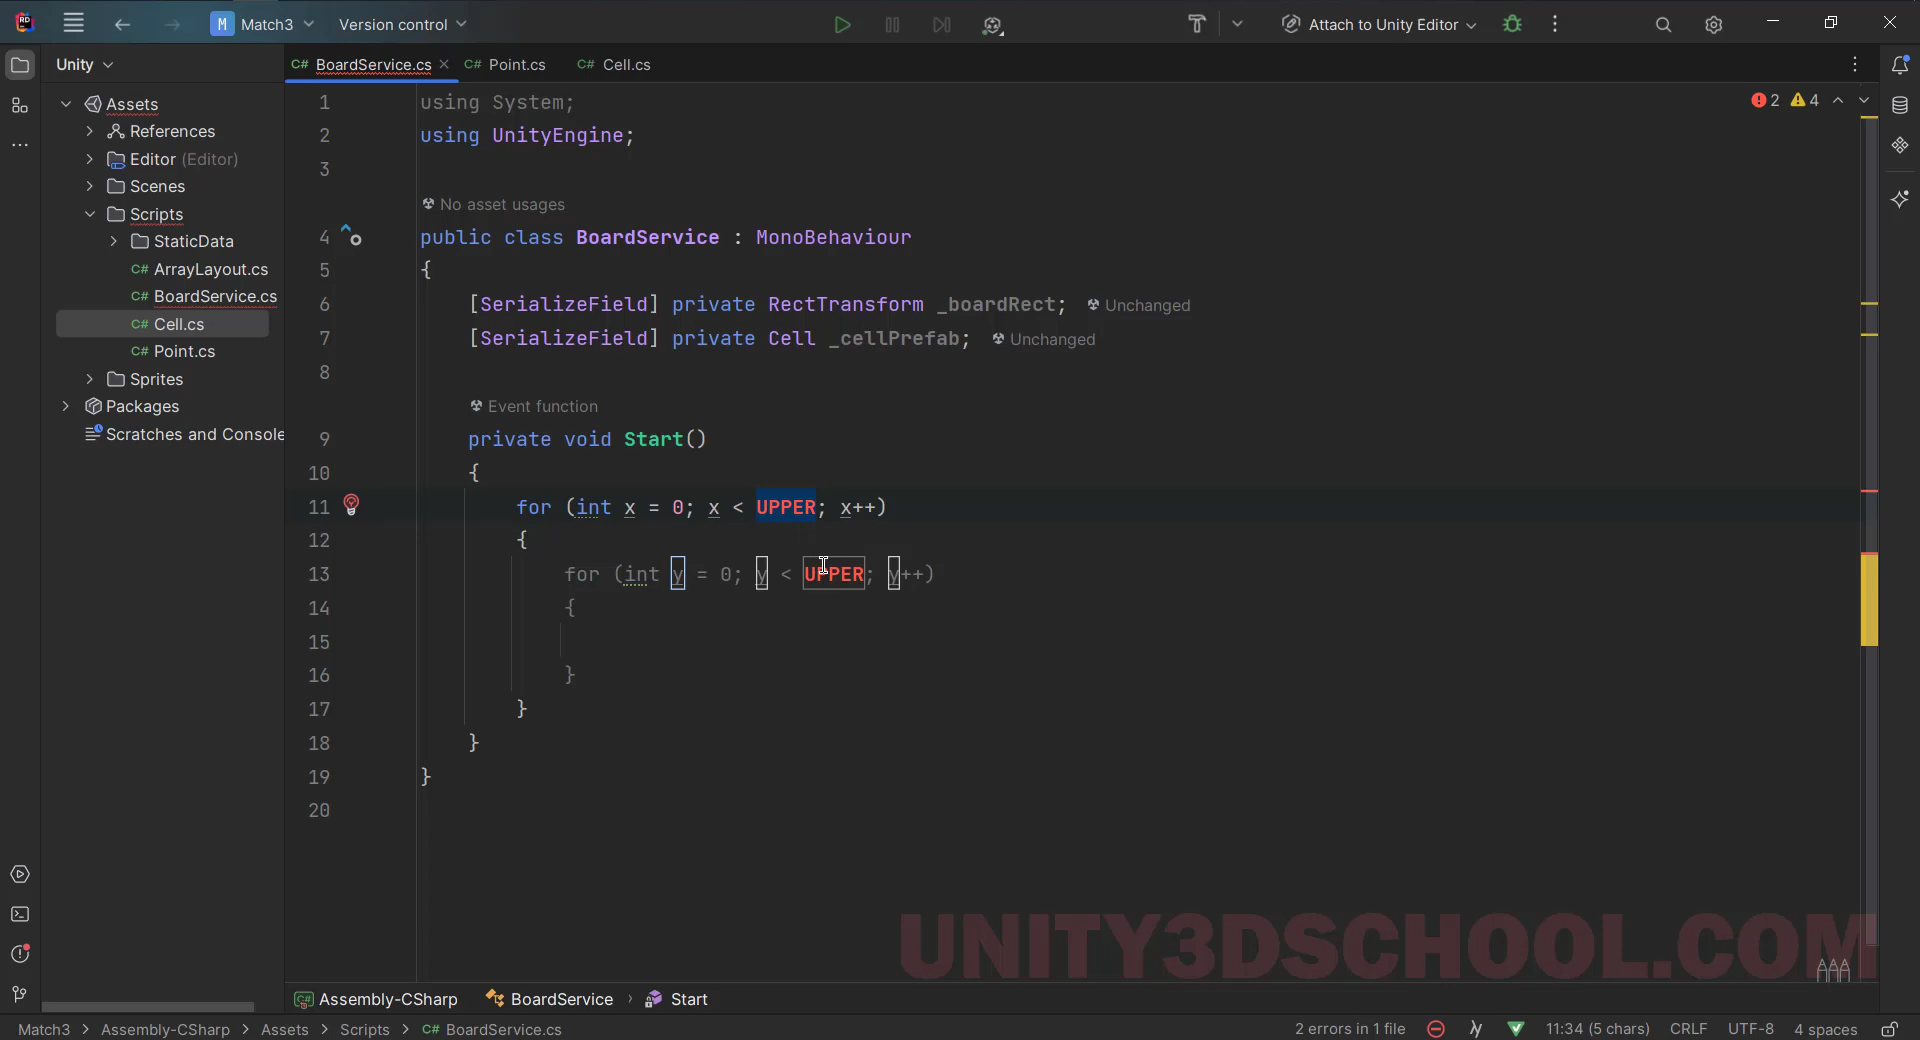 M Match3 Version control Attach to Unity Editor
Unity
C# BoardService.cs C# Point.cs C# Cell.cs
Assets
References
Editor (Editor)
Scenes
Scripts
StaticData
C# ArrayLayout.cs
C# BoardService.cs
C# Cell.cs
C# Point.cs
Sprites
Packages
Scratches and Console
2 4
1 using System;
2 using UnityEngine;
3
No asset usages
4 public class BoardService : MonoBehaviour
5 {
6 [SerializeField] private RectTransform _boardRect; Unchanged
7 [SerializeField] private Cell _cellPrefab; Unchanged
8
Event function
9 private void Start()
10 {
11 for (int x = 0; x < UPPER; x++)
12 {
13 for (int y = 0; y < UPPER; y++)
14 {
15
16 }
17 }
18 }
19 }
20
UNITY3DSCHOOL.COM
C# Assembly-CSharp BoardService › Start
Match3 > Assembly-CSharp > Assets > Scripts > C# BoardService.cs 2 errors in 1 file 11:34 (5 chars) CRLF UTF-8 4 spaces